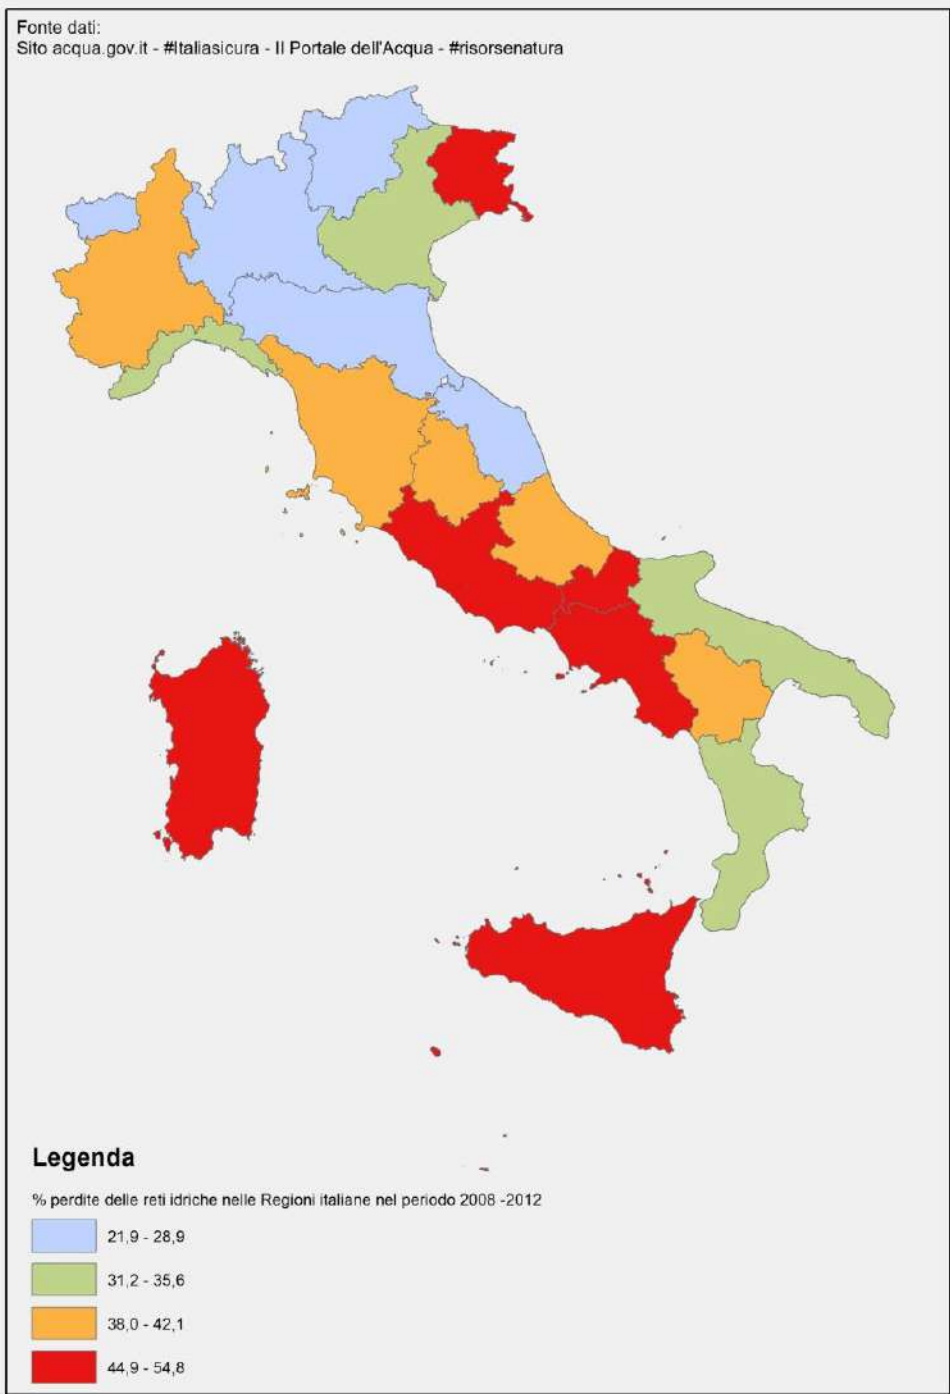 Fonte dati:
Sito acqua.gov.it - #Italiasicura - Il Portale dell'Acqua - #risorsenatura
Legenda
% perdite delle reti idriche nelle Regioni italiane nel periodo 2008 -2012
21,9 - 28,9
31,2 - 35,6
38,0 - 42,1
44,9 - 54,8